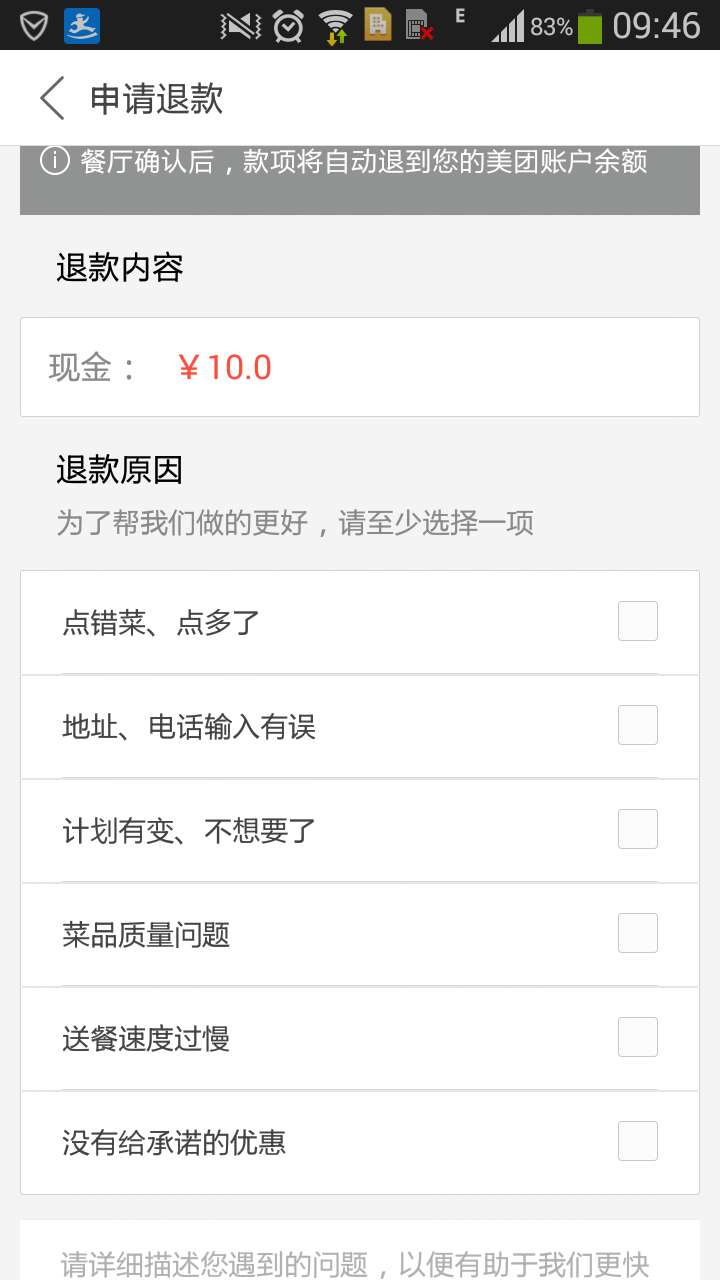 E 83% 09:46
申请退款
餐厅确认后，款项将自动退到您的美团账户余额
退款内容
现金： ¥10.0
退款原因
为了帮我们做的更好，请至少选择一项
点错菜、点多了
地址、电话输入有误
计划有变、不想要了
菜品质量问题
送餐速度过慢
没有给承诺的优惠
请详细描述您遇到的问题，以便有助于我们更快